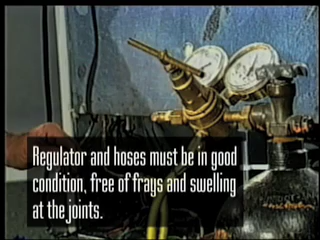 Regulator and hoses must be in good
condition, free of frays and swelling
at the joints.